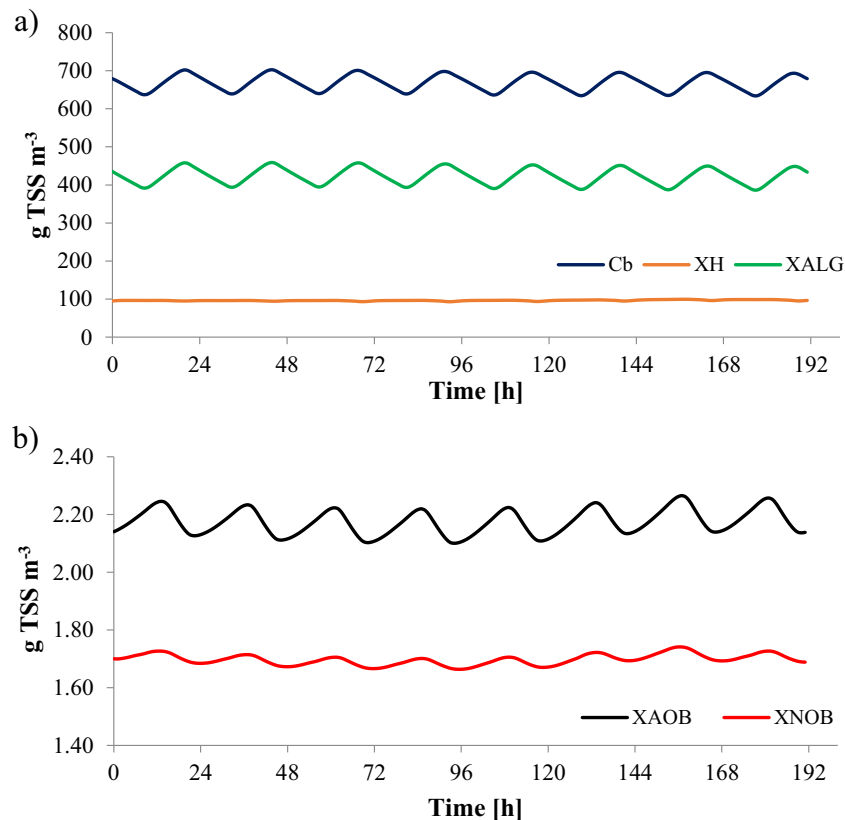 a)
800
700
600
500
400
300
200
100
0
g TSS m-3
Cb XH XALG
0 24 48 72 96 120 144 168 192
Time [h]
b)
2.40
2.20
2.00
1.80
1.60
1.40
g TSS m-3
XAOB XNOB
0 24 48 72 96 120 144 168 192
Time [h]